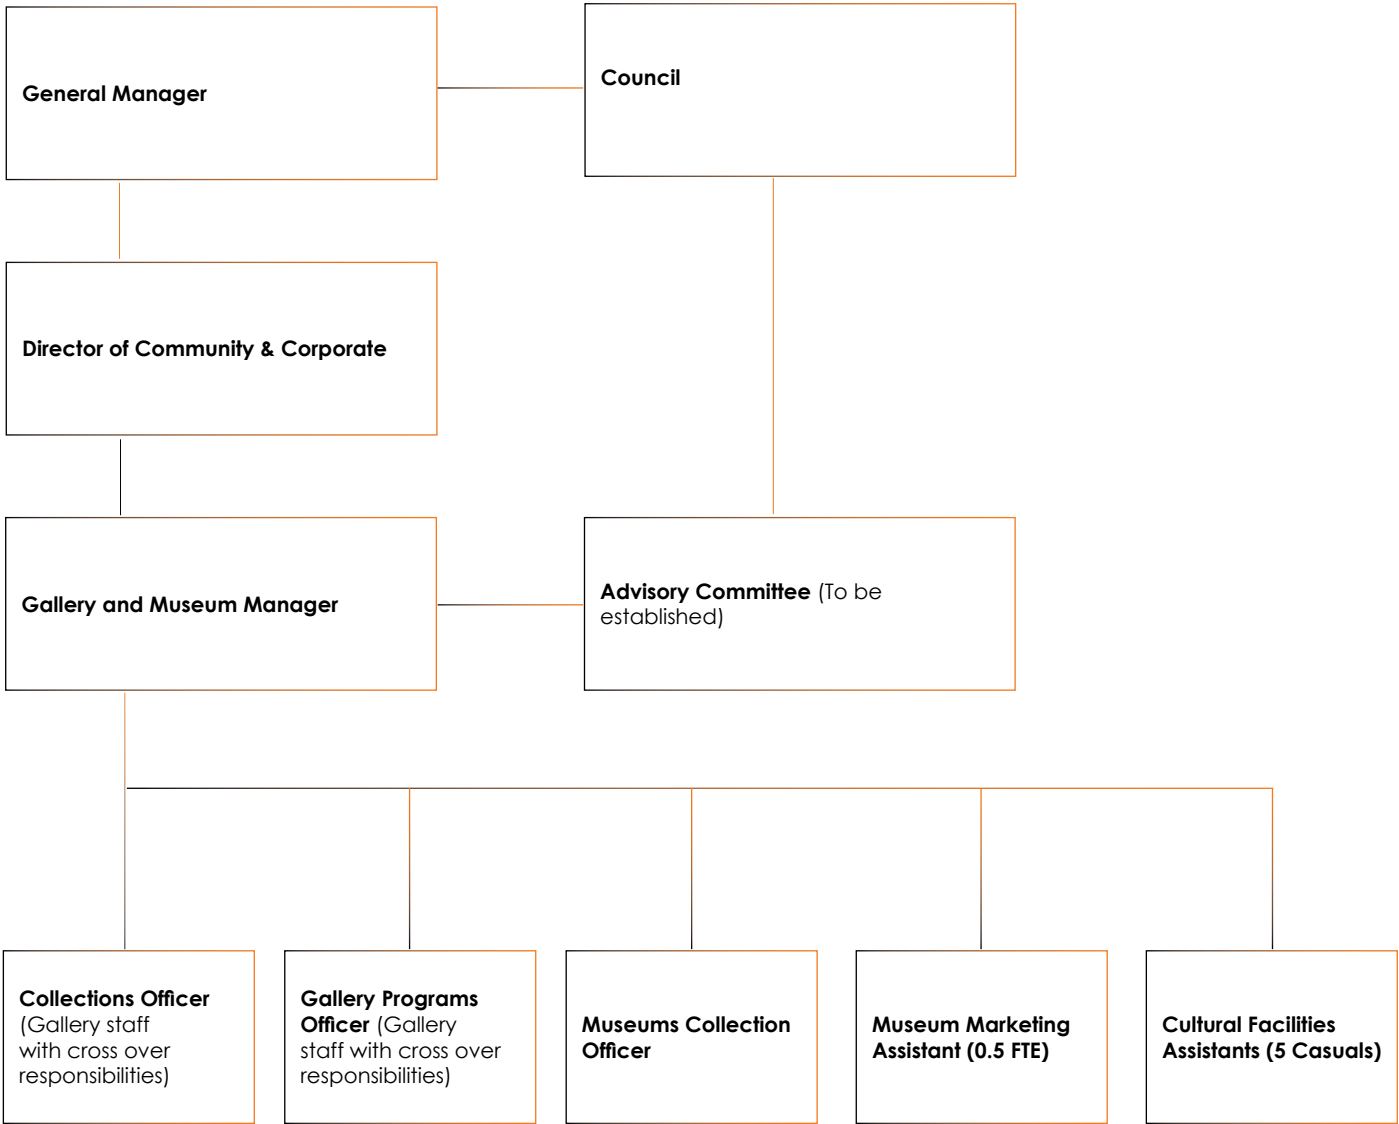 General Manager
Council
Director of Community & Corporate
Gallery and Museum Manager
Advisory Committee (To be
established)
Collections Officer
(Gallery staff
with cross over
responsibilities)
Gallery Programs
Officer (Gallery
staff with cross over
responsibilities)
Museums Collection
Officer
Museum Marketing
Assistant (0.5 FTE)
Cultural Facilities
Assistants (5 Casuals)